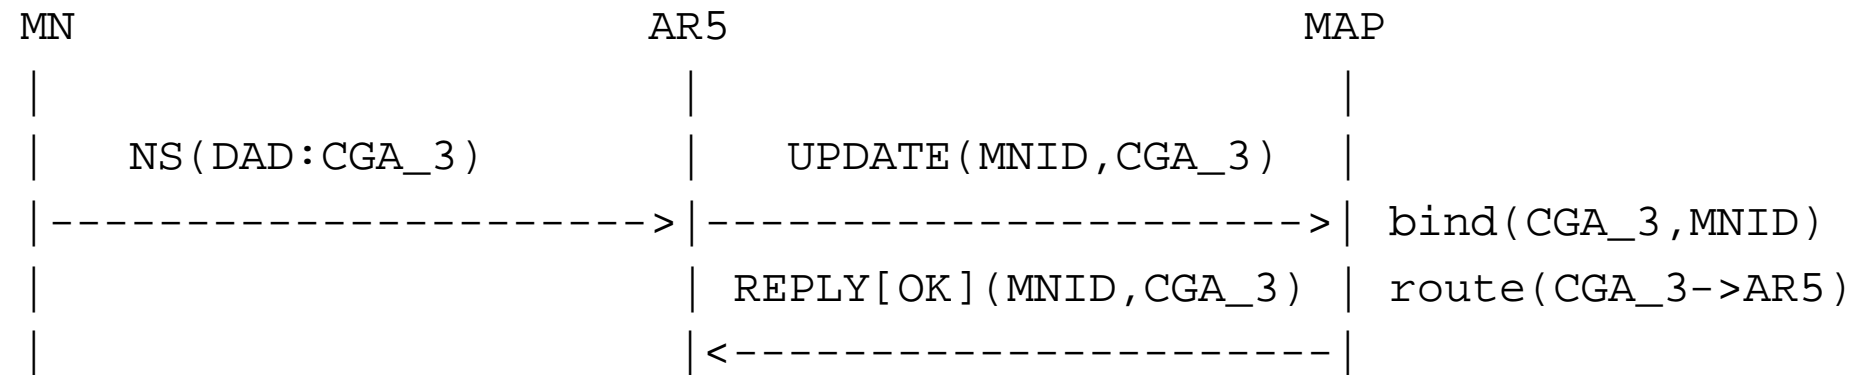 MN AR5 MAP
| | |
| NS(DAD:CGA_3) | UPDATE(MNID,CGA_3) |
|---------------------->|---------------------->| bind(CGA_3,MNID)
| | REPLY[OK](MNID,CGA_3) | route(CGA_3->AR5)
| |<----------------------|